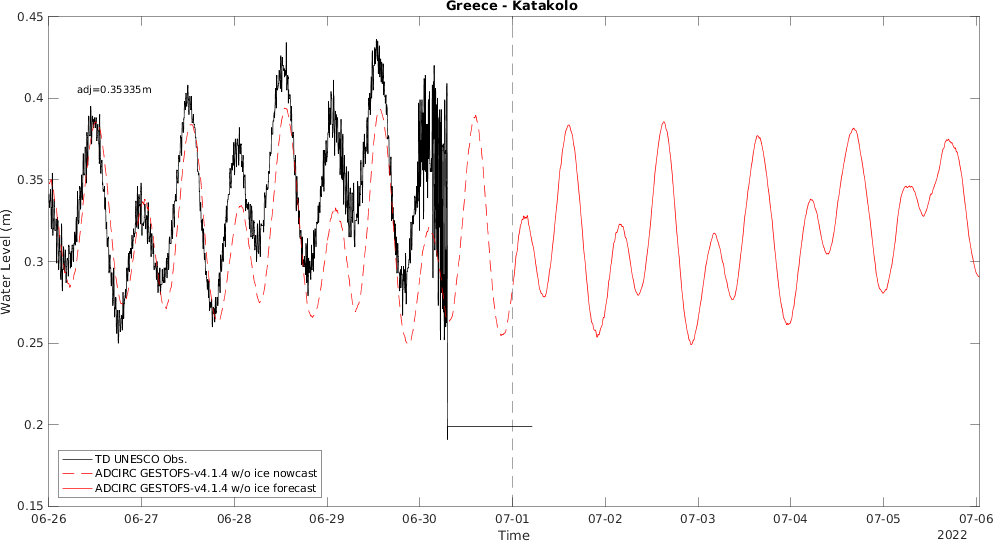 Greece - Katakolo
0.45
0.4
0.35
0.3
0.25
0.2
0.15
Water Level (m)
adj=0.35335m
TD UNESCO Obs.
ADCIRC GESTOFS-v4.1.4 w/o ice nowcast
ADCIRC GESTOFS-v4.1.4 w/o ice forecast
06-26 06-27 06-28 06-29 06-30 07-01 07-02 07-03 07-04 07-05 07-06
Time
2022